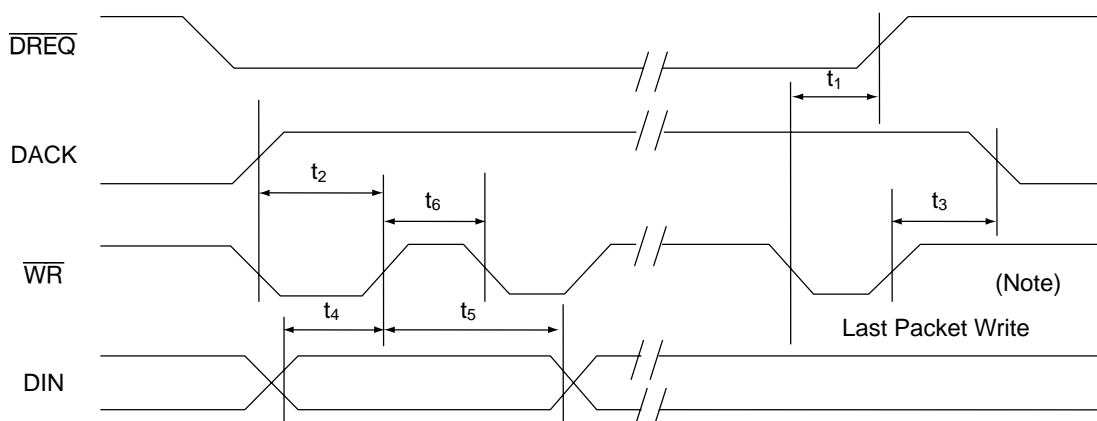 DREQ
t1
DACK
t2
t6
t3
WR
(Note)
t4
t5
Last Packet Write
DIN